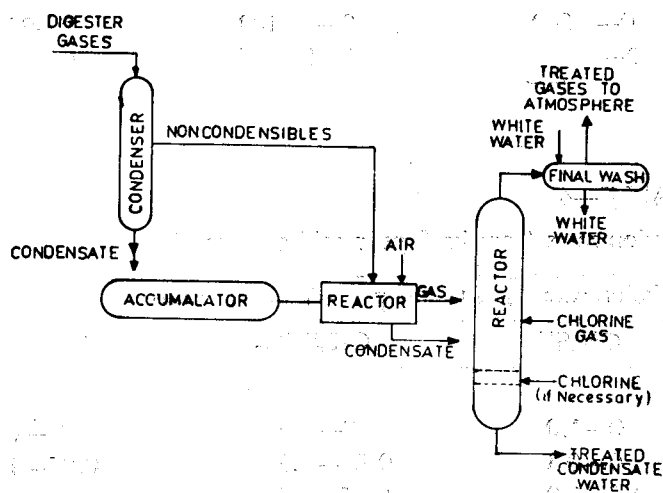 DIGESTER
GASES
CONDENSER
NONCONDENSIBLES
CONDENSATE
ACCUMALATOR
REACTOR
AIR
GAS
CONDENSATE
TREATED
GASES TO
ATMOSPHERE
WHITE
WATER
FINAL WASH
WHITE
WATER
REACTOR
CHLORINE
GAS
CHLORINE
(if Necessary)
TREATED
CONDENSATE
WATER